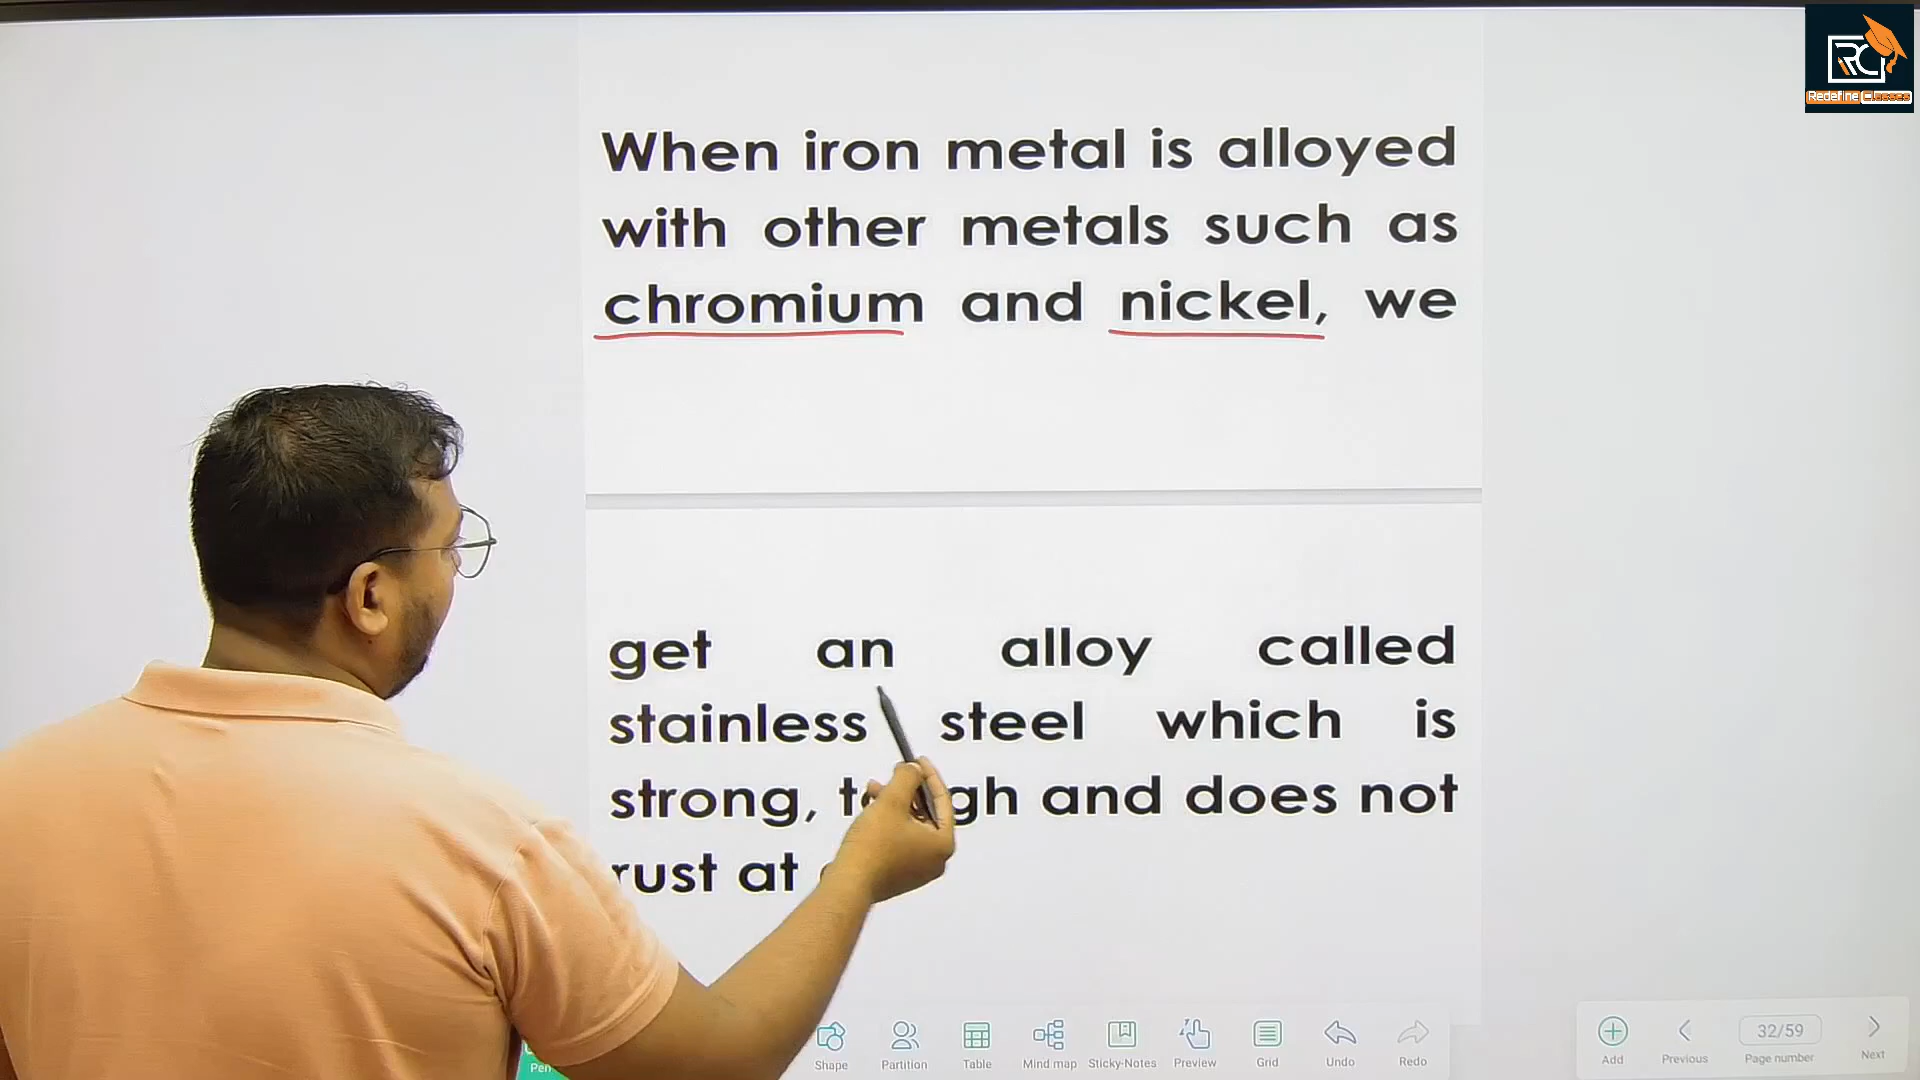 When iron metal is alloyed
with other metals such as
chromium and nickel, we
get an alloy called
stainless steel which is
strong, and does not
rust at
RC
Redefine Classes
Pen
Shape
Partition
Table
Mind map
Sticky-Notes
Preview
Grid
Undo
Redo
Add
Previous
32/59
Page number
Next